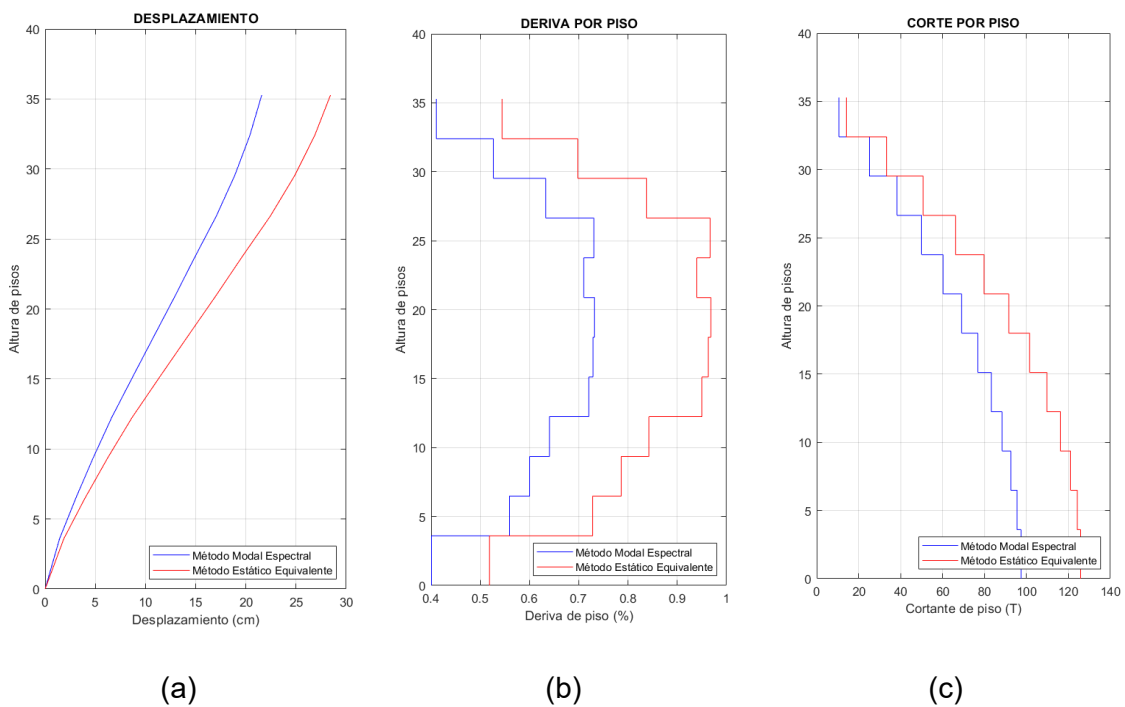 DESPLAZAMIENTO
40
35
30
25
20
15
10
5
0
Altura de pisos
0 5 10 15 20 25 30
Desplazamiento (cm)
Método Modal Espectral
Método Estático Equivalente
(a)
DERIVA POR PISO
40
35
30
25
20
15
10
5
0
Altura de pisos
0.4 0.5 0.6 0.7 0.8 0.9 1
Deriva de piso (%)
Método Modal Espectral
Método Estático Equivalente
(b)
CORTE POR PISO
40
35
30
25
20
15
10
5
0
Altura de pisos
0 20 40 60 80 100 120 140
Cortante de piso (T)
Método Modal Espectral
Método Estático Equivalente
(c)